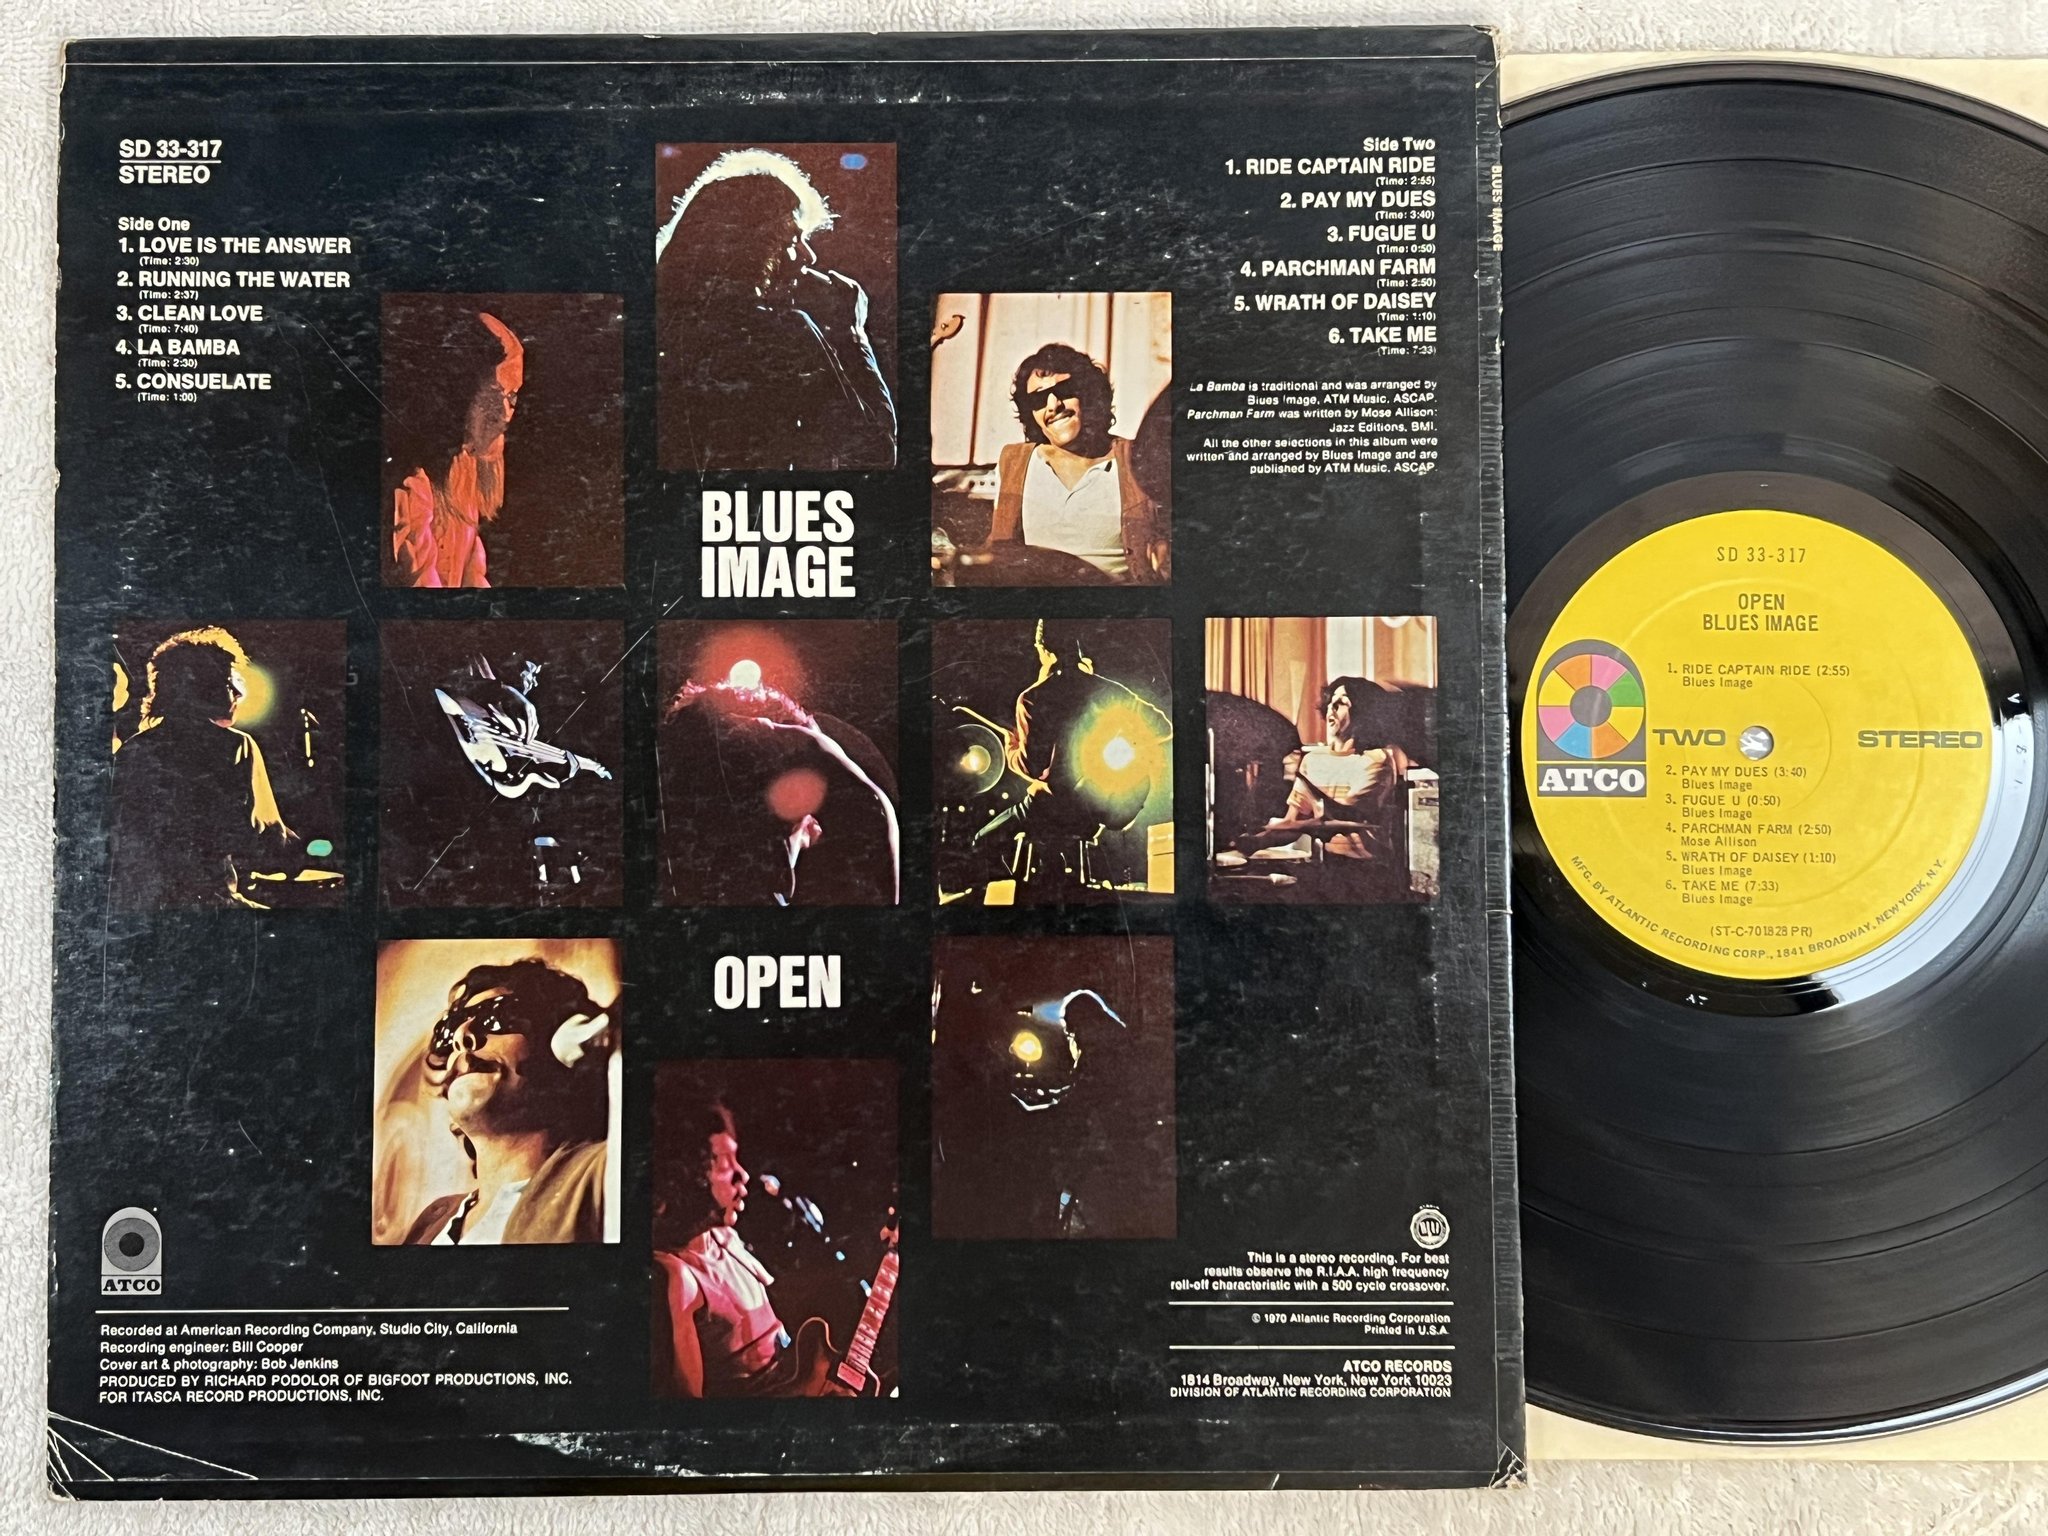 SD 33-317
STEREO
Side One
1. LOVE IS THE ANSWER
(Time: 2:30)
2. RUNNING THE WATER
(Time: 2:37)
3. CLEAN LOVE
(Time: 7:40)
4. LA BAMBA
(Time: 2:30)
5. CONSUELATE
(Time: 1:00)
Side Two
1. RIDE CAPTAIN RIDE
(Time: 2:55)
2. PAY MY DUES
(Time: 3:40)
3. FUGUE U
(Time: 0:50)
4. PARCHMAN FARM
(Time: 2:50)
5. WRATH OF DAISEY
(Time: 1:10)
6. TAKE ME
(Time: 7:33)
La Bamba is traditional and was arranged by
Blues Image, ATM Music, ASCAP.
Parchman Farm was written by Mose Allison;
Jazz Editions, BMI.
All the other selections in this album were
written and arranged by Blues Image and are
published by ATM Music, ASCAP.
BLUES
IMAGE
OPEN
ATCO
Recorded at American Recording Company, Studio City, California
Recording engineer: Bill Cooper
Cover art & photography: Bob Jenkins
PRODUCED BY RICHARD PODOLOR OF BIGFOOT PRODUCTIONS, INC.
FOR ITASCA RECORD PRODUCTIONS, INC.
This is a stereo recording. For best
results observe the R.I.A.A. high frequency
roll-off characteristic with a 500 cycle crossover.
© 1970 Atlantic Recording Corporation
Printed in U.S.A.
ATCO RECORDS
1814 Broadway, New York, New York 10023
DIVISION OF ATLANTIC RECORDING CORPORATION
BLUES IMAGE
SD 33-317
OPEN
BLUES IMAGE
1. RIDE CAPTAIN RIDE (2:55)
Blues Image
ATCO
TWO
STEREO
2. PAY MY DUES (3:40)
Blues Image
3. FUGUE U (0:50)
Blues Image
4. PARCHMAN FARM (2:50)
Mose Allison
5. WRATH OF DAISEY (1:10)
Blues Image
6. TAKE ME (7:33)
Blues Image
(ST-C-701828 PR)
MFG. BY ATLANTIC RECORDING CORP., 1841 BROADWAY, NEW YORK, N.Y.